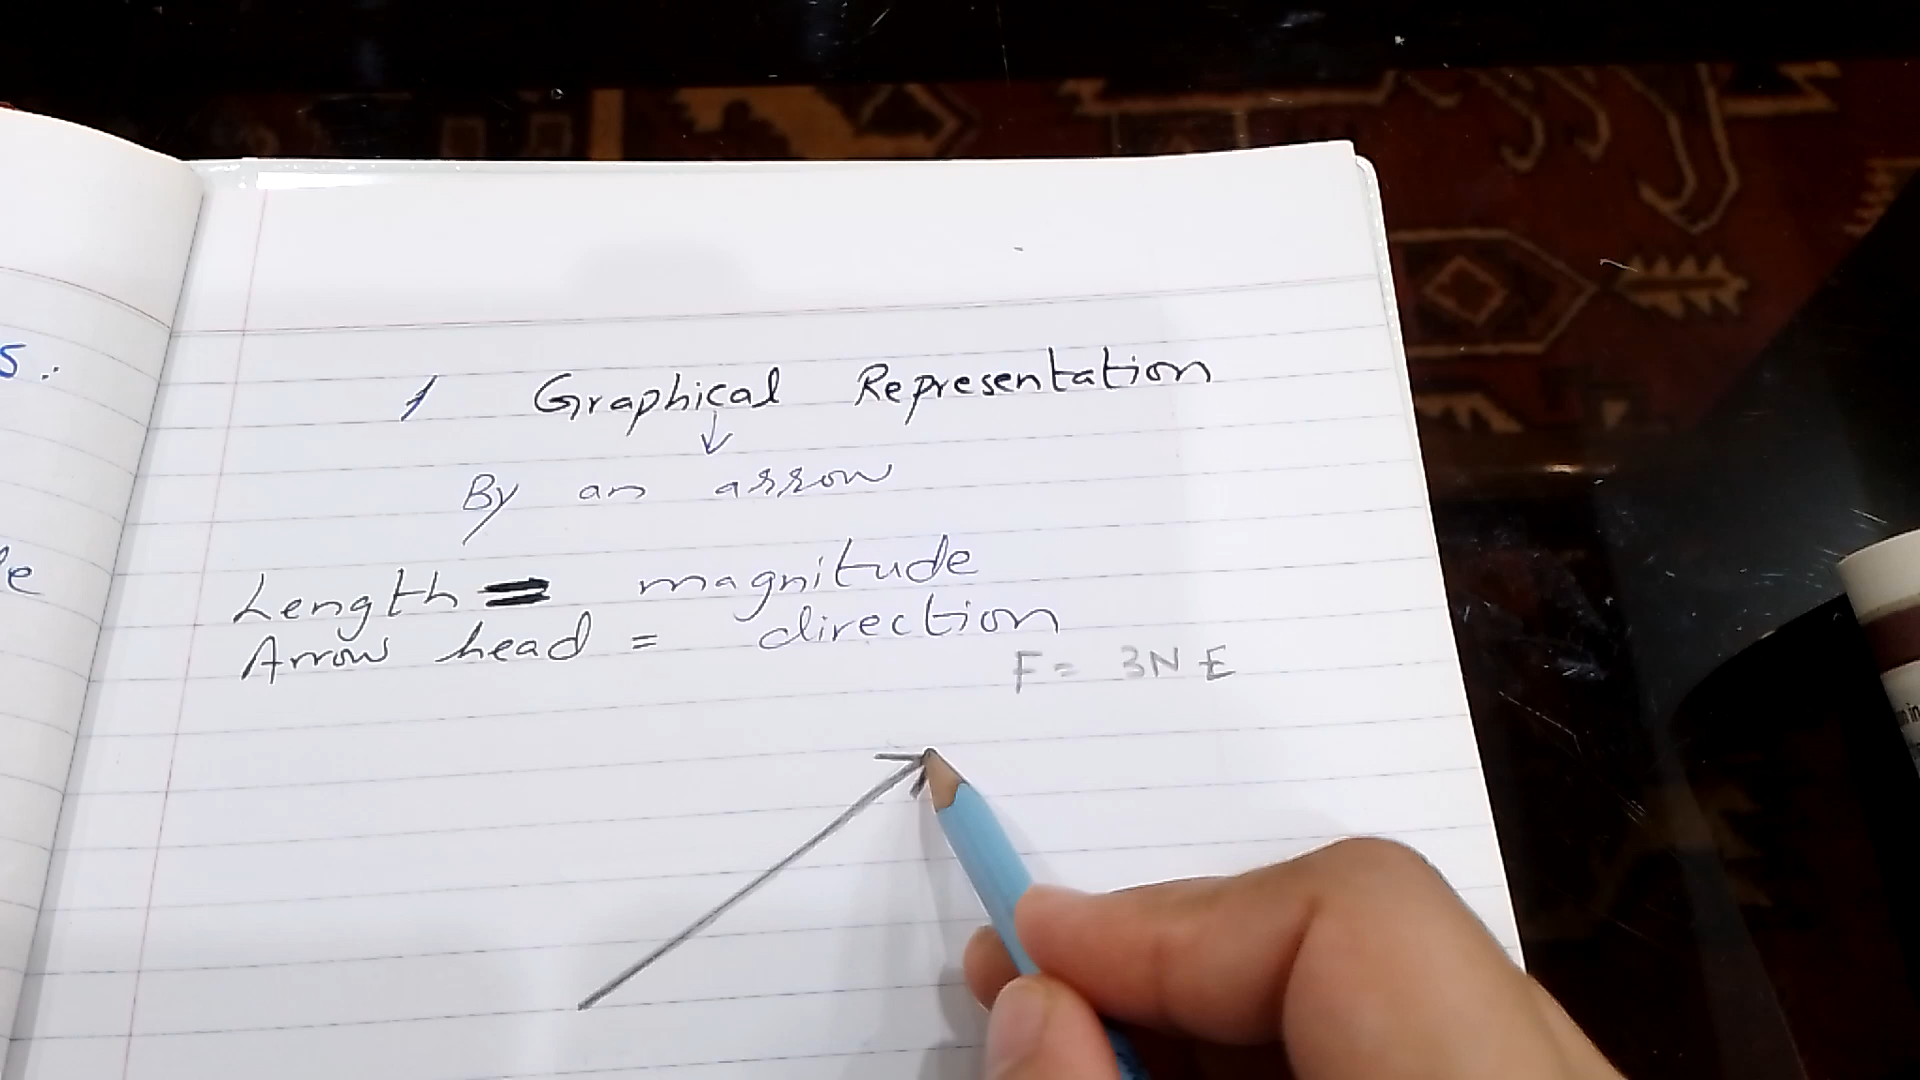 s :
e
1 Graphical Representation
↓
By an arrow
Length = magnitude
Arrow head = direction
F = 3N E